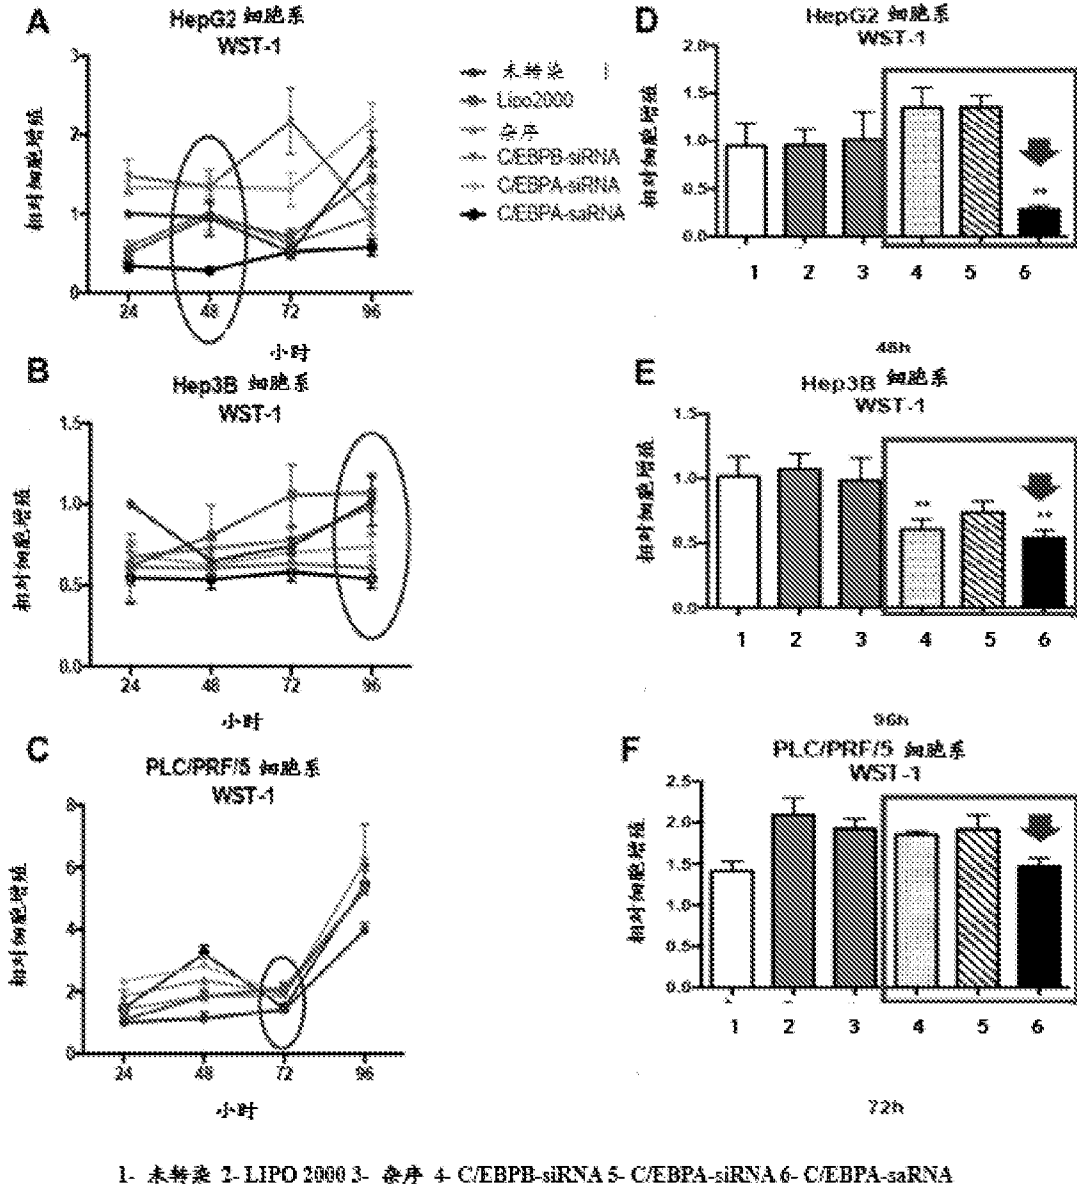 A
HepG2 细胞系
WST-1
相对细胞增殖
3
2
1
0
24
48
72
96
小时
未转染
Lipo2000
杂序
C/EBPB-siRNA
C/EBPA-siRNA
C/EBPA-saRNA
D
HepG2 细胞系
WST-1
相对细胞增殖
2.0
1.5
1.0
0.5
0.0
**
1 2 3 4 5 6
48h
B
Hep3B 细胞系
WST-1
相对细胞增殖
1.5
1.0
0.5
0.0
24
48
72
96
小时
E
Hep3B 细胞系
WST-1
相对细胞增殖
1.5
1.0
0.5
0.0
**
**
1 2 3 4 5 6
96h
C
PLC/PRF/5 细胞系
WST-1
相对细胞增殖
8
6
4
2
0
24
48
72
96
小时
F
PLC/PRF/5 细胞系
WST-1
相对细胞增殖
2.5
2.0
1.5
1.0
0.5
0.0
1 2 3 4 5 6
72h
1- 未转染 2- LIPO 2000 3- 杂序 4- C/EBPB-siRNA 5- C/EBPA-siRNA 6- C/EBPA-saRNA